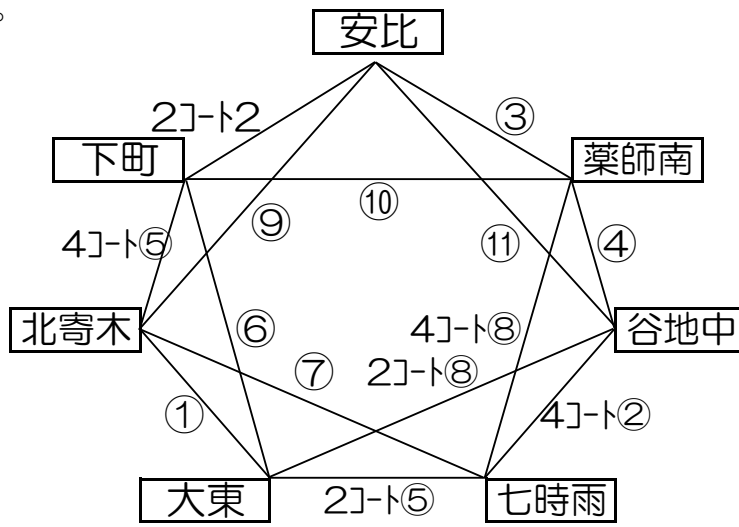 。
安比
2コート2
③
下町
薬師南
⑩
⑨
⑪
4コート⑤
④
北寄木
谷地中
⑥
4コート⑧
⑦
2コート⑧
①
4コート②
大東
2コート⑤
七時雨